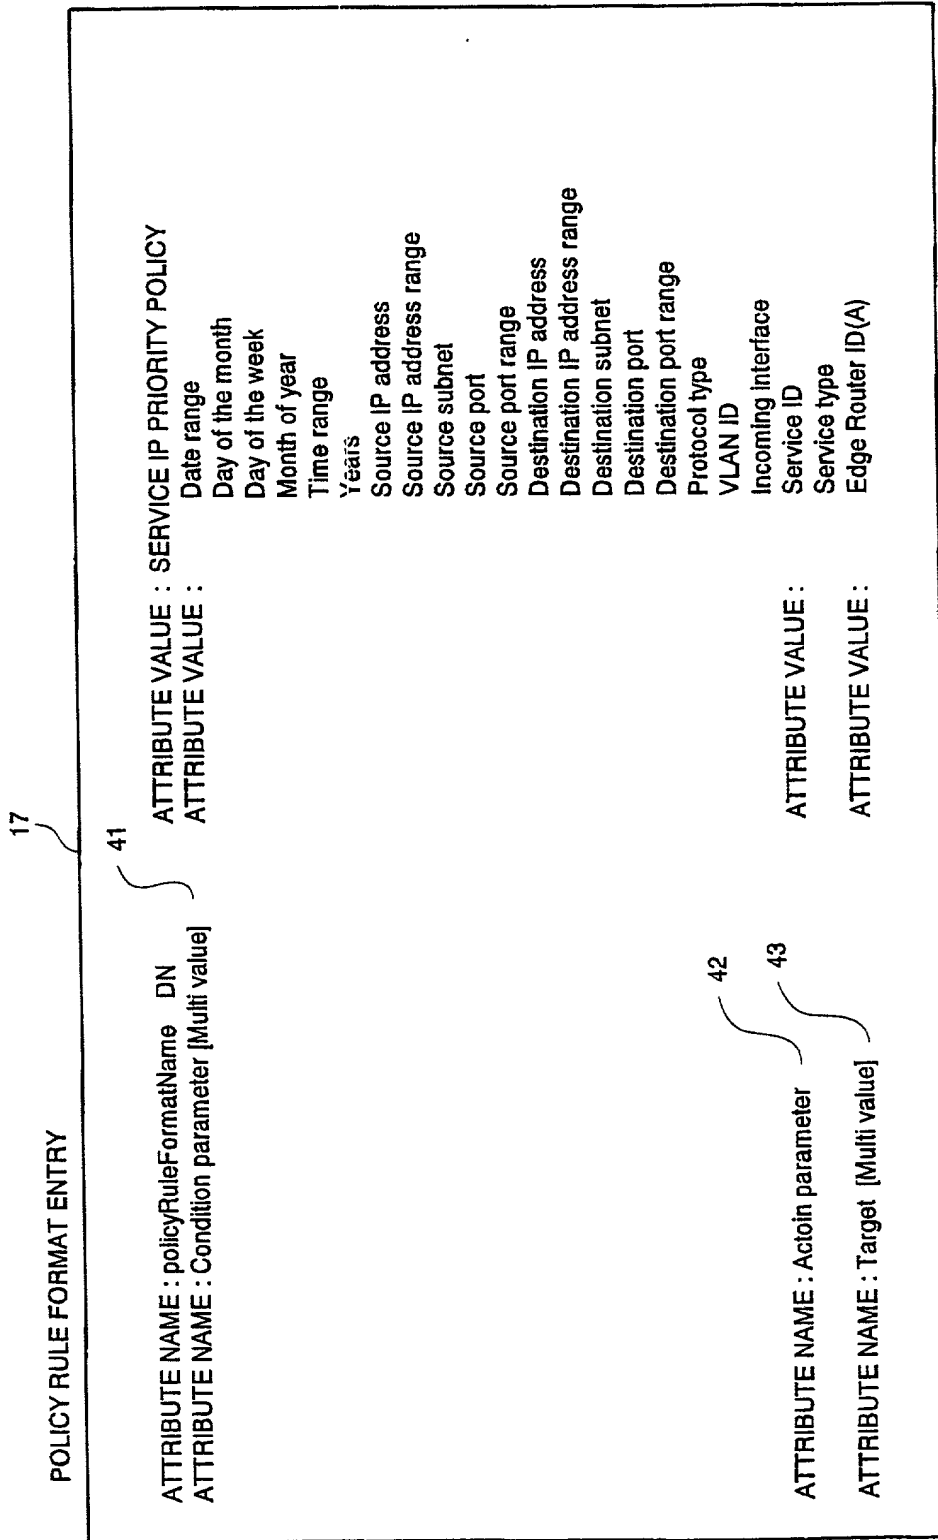 17
POLICY RULE FORMAT ENTRY
41
ATTRIBUTE NAME : policyRuleFormatName DN ATTRIBUTE VALUE : SERVICE IP PRIORITY POLICY
ATTRIBUTE NAME : Condition parameter [Multi value] ATTRIBUTE VALUE : Date range
Day of the month
Day of the week
Month of year
Time range
Years
Source IP address
Source IP address range
Source subnet
Source port
Source port range
Destination IP address
Destination IP address range
Destination subnet
Destination port
Destination port range
Protocol type
VLAN ID
Incoming interface
42
ATTRIBUTE NAME : Actoin parameter ATTRIBUTE VALUE : Service ID
Service type
43
ATTRIBUTE NAME : Target [Multi value] ATTRIBUTE VALUE : Edge Router ID(A)